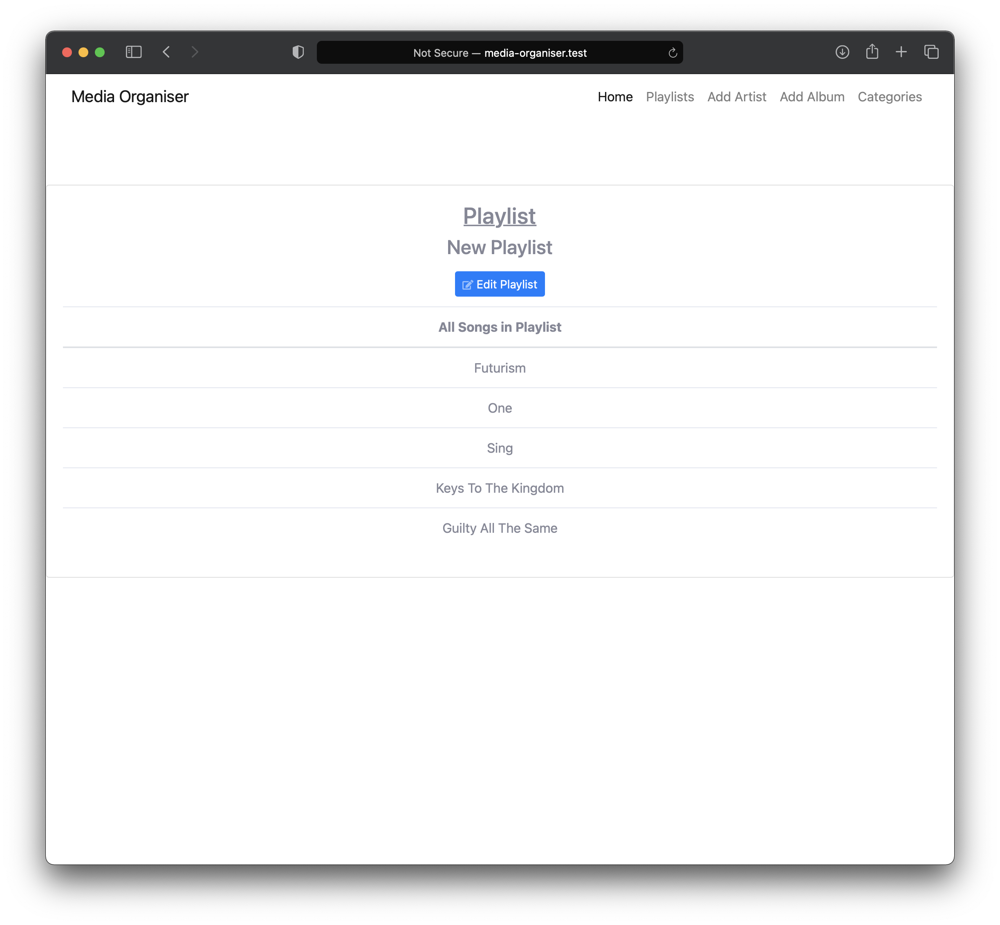 Not Secure — media-organiser.test
Media Organiser Home Playlists Add Artist Add Album Categories
Playlist
New Playlist
Edit Playlist
All Songs in Playlist
Futurism
One
Sing
Keys To The Kingdom
Guilty All The Same